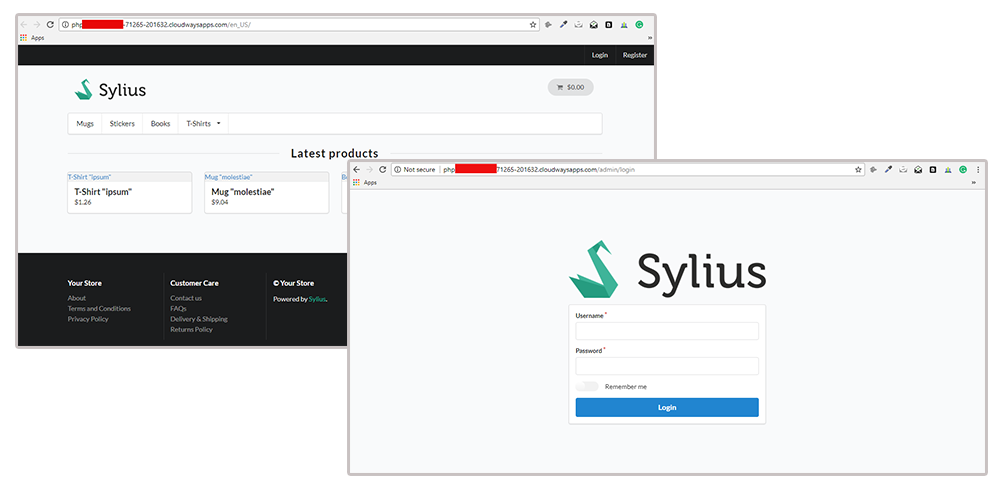 php -71265-201632.cloudwaysapps.com/en_US/
Apps
»
Login Register
Sylius
$0.00
Mugs Stickers Books T-Shirts
Latest products
T-Shirt "ipsum" Mug "molestiae"
T-Shirt "ipsum" Mug "molestiae"
$1.26 $9.04
Your Store Customer Care © Your Store
About Contact us Powered by Sylius.
Terms and Conditions FAQs
Privacy Policy Delivery & Shipping
Returns Policy
Not secure php 71265-201632.cloudwaysapps.com/admin/login
Apps
»
Sylius
Username *
Password *
Remember me
Login